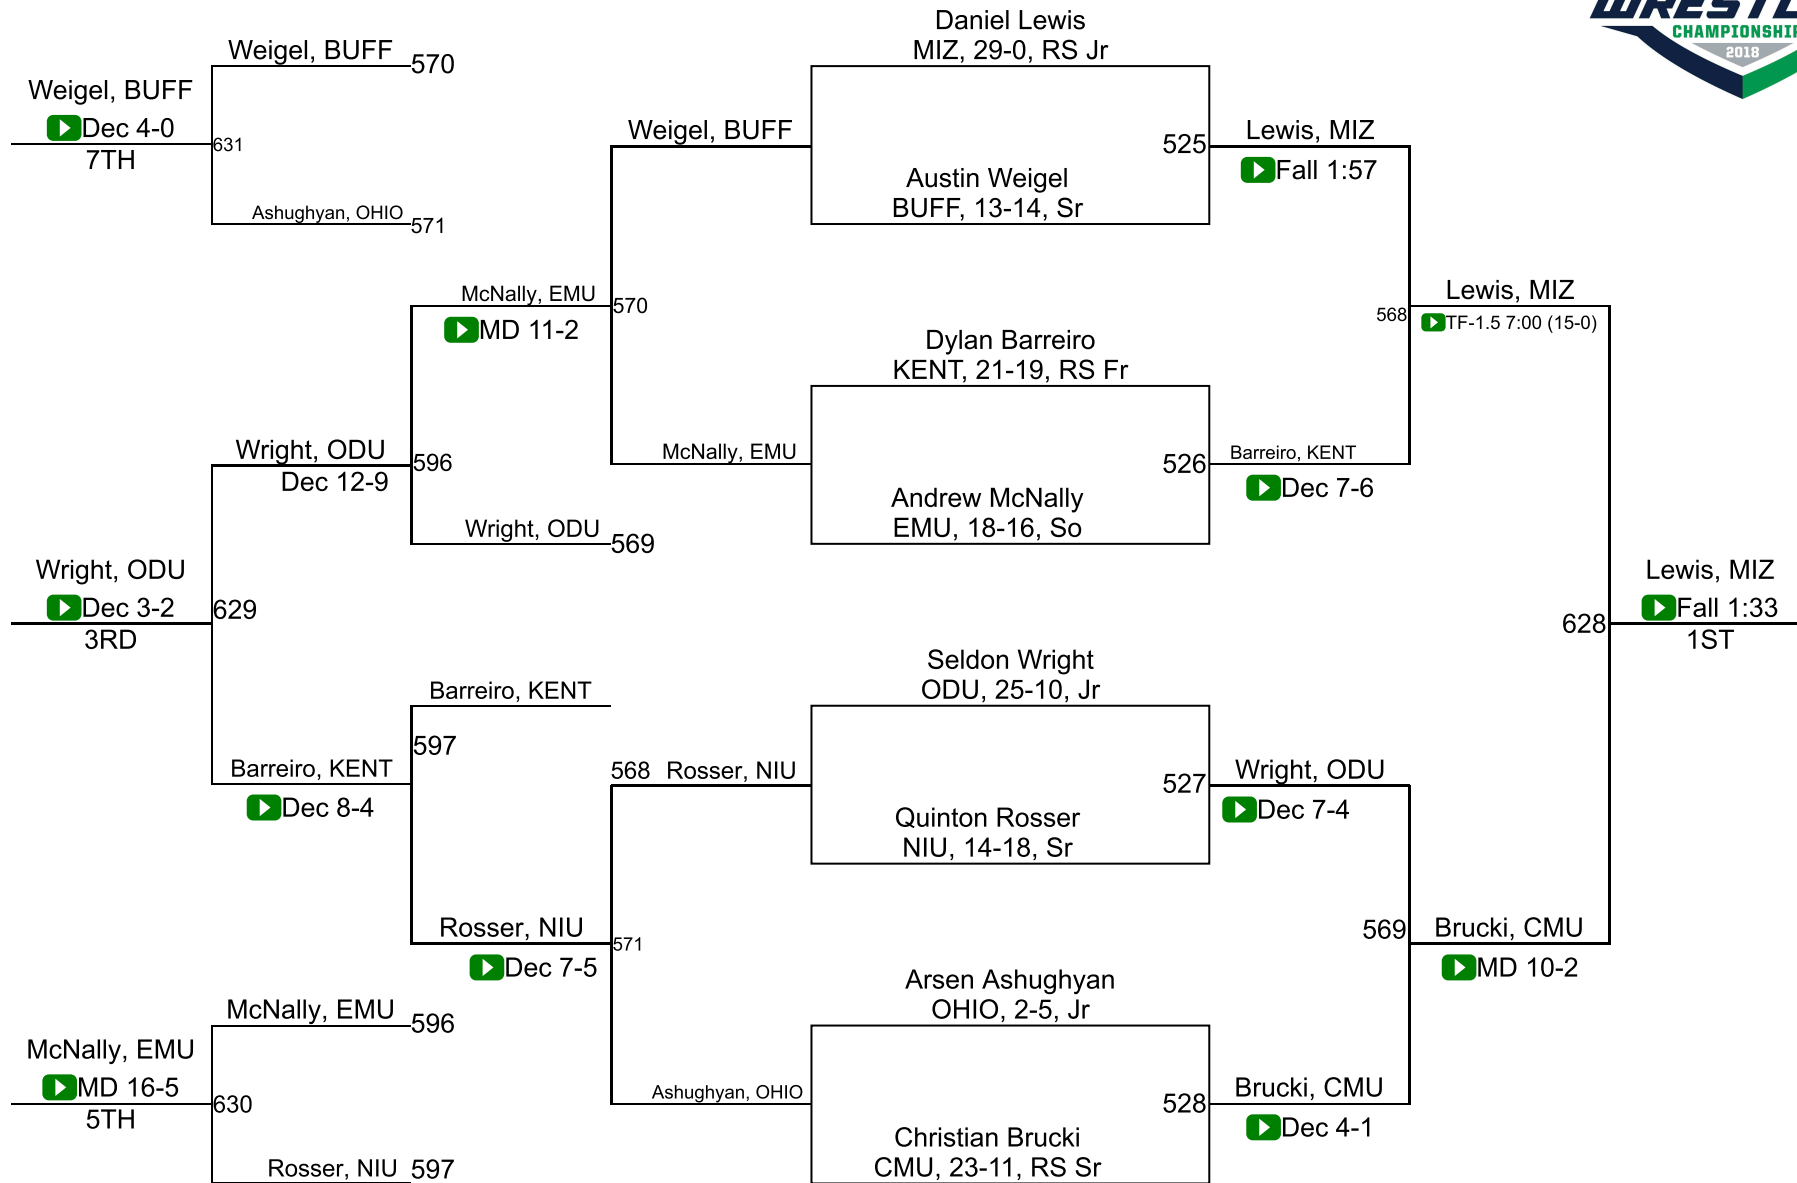 WRESTL
CHAMPIONSHIP
2018
Weigel, BUFF
570
Weigel, BUFF
Dec 4-0
7TH
631
Ashughyan, OHIO
571
Daniel Lewis
MIZ, 29-0, RS Jr
Weigel, BUFF
525
Austin Weigel
BUFF, 13-14, Sr
Lewis, MIZ
Fall 1:57
McNally, EMU
MD 11-2
570
Dylan Barreiro
KENT, 21-19, RS Fr
McNally, EMU
526
Andrew McNally
EMU, 18-16, So
Barreiro, KENT
Dec 7-6
568
Lewis, MIZ
TF-1.5 7:00 (15-0)
Wright, ODU
Dec 12-9
596
Wright, ODU
569
Wright, ODU
Dec 3-2
3RD
629
Lewis, MIZ
Fall 1:33
1ST
628
Barreiro, KENT
597
Barreiro, KENT
Dec 8-4
Seldon Wright
ODU, 25-10, Jr
568
Rosser, NIU
527
Quinton Rosser
NIU, 14-18, Sr
Wright, ODU
Dec 7-4
Rosser, NIU
Dec 7-5
571
569
Brucki, CMU
MD 10-2
Arsen Ashughyan
OHIO, 2-5, Jr
Ashughyan, OHIO
528
Christian Brucki
CMU, 23-11, RS Sr
Brucki, CMU
Dec 4-1
McNally, EMU
596
McNally, EMU
MD 16-5
5TH
630
Rosser, NIU
597